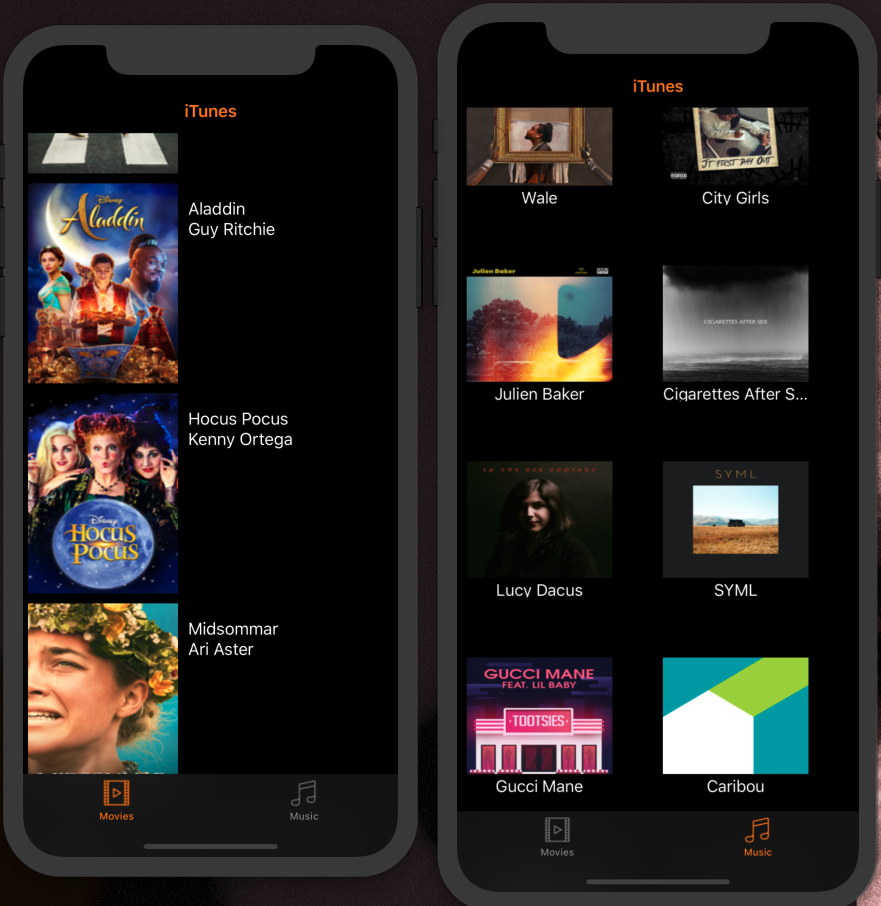 iTunes
Disney
Aladdin
Aladdin
Guy Ritchie
Disney
HOCUS
POCUS
Hocus Pocus
Kenny Ortega
Midsommar
Ari Aster
Movies
Music
iTunes
Wale
JT FIRST DAY OUT
City Girls
Julien Baker
Julien Baker
CIGARETTES AFTER SEX
Cigarettes After S...
Lucy Dacus
SYML
SYML
GUCCI MANE
FEAT. LIL BABY
TOOTSIES
Gucci Mane
Caribou
Movies
Music